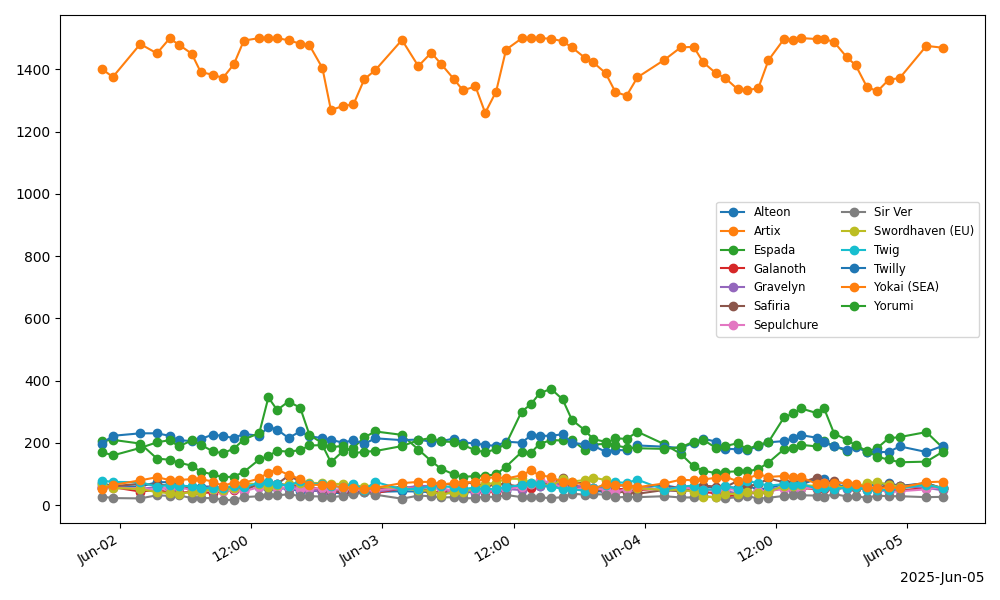 1400
1200
1000
800
600
400
200
0
Alteon
Artix
Espada
Galanoth
Gravelyn
Safiria
Sepulchure
Sir Ver
Swordhaven (EU)
Twig
Twilly
Yokai (SEA)
Yorumi
Jun-02
12:00
Jun-03
12:00
Jun-04
12:00
Jun-05
2025-Jun-05